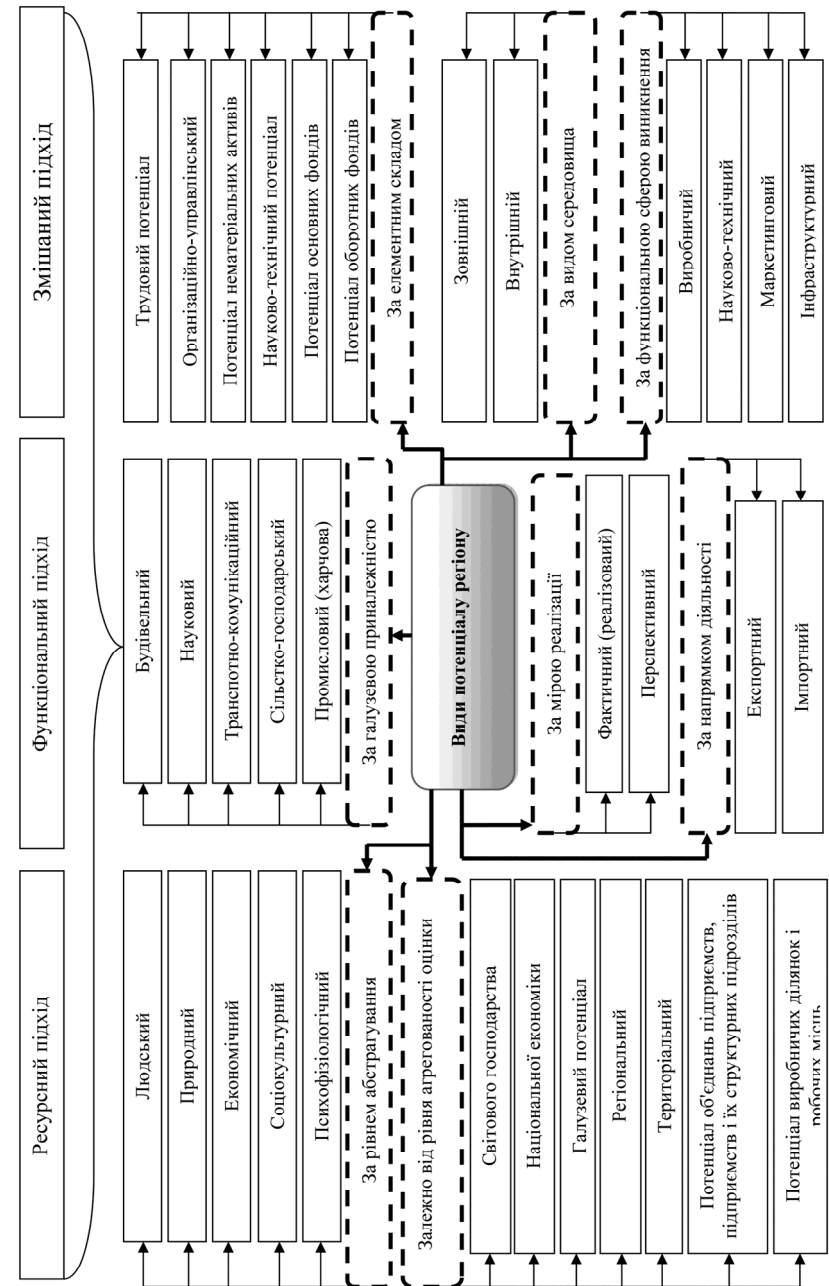 Ресурсний підхід
Функціональний підхід
Змішаний підхід
Людський
Природний
Економічний
Соціокультурний
Психофізіологічний
За рівнем абстрагування
Залежно від рівня агрегованості оцінки
Світового господарства
Національної економіки
Галузевий потенціал
Регіональний
Територіальний
Потенціал об'єднань підприємств,
підприємств і їх структурних підрозділів
Потенціал виробничих ділянок і
робочих місць
Будівельний
Науковий
Транспотно-комунікаційний
Сільстко-господарський
Промисловий (харчова)
За галузевою приналежністю
Види потенціалу регіону
За мірою реалізації
Фактичний (реалізоваий)
Перспективний
За напрямком діяльності
Експортний
Імпортний
Трудовий потенціал
Організаційно-управлінський
Потенціал нематеріальних активів
Науково-технічний потенціал
Потенціал основних фондів
Потенціал оборотних фондів
За елементним складом
Зовнішній
Внутрішній
За видом середовища
За функціональною сферою виникнення
Виробничий
Науково-технічний
Маркетинговий
Інфраструктурний